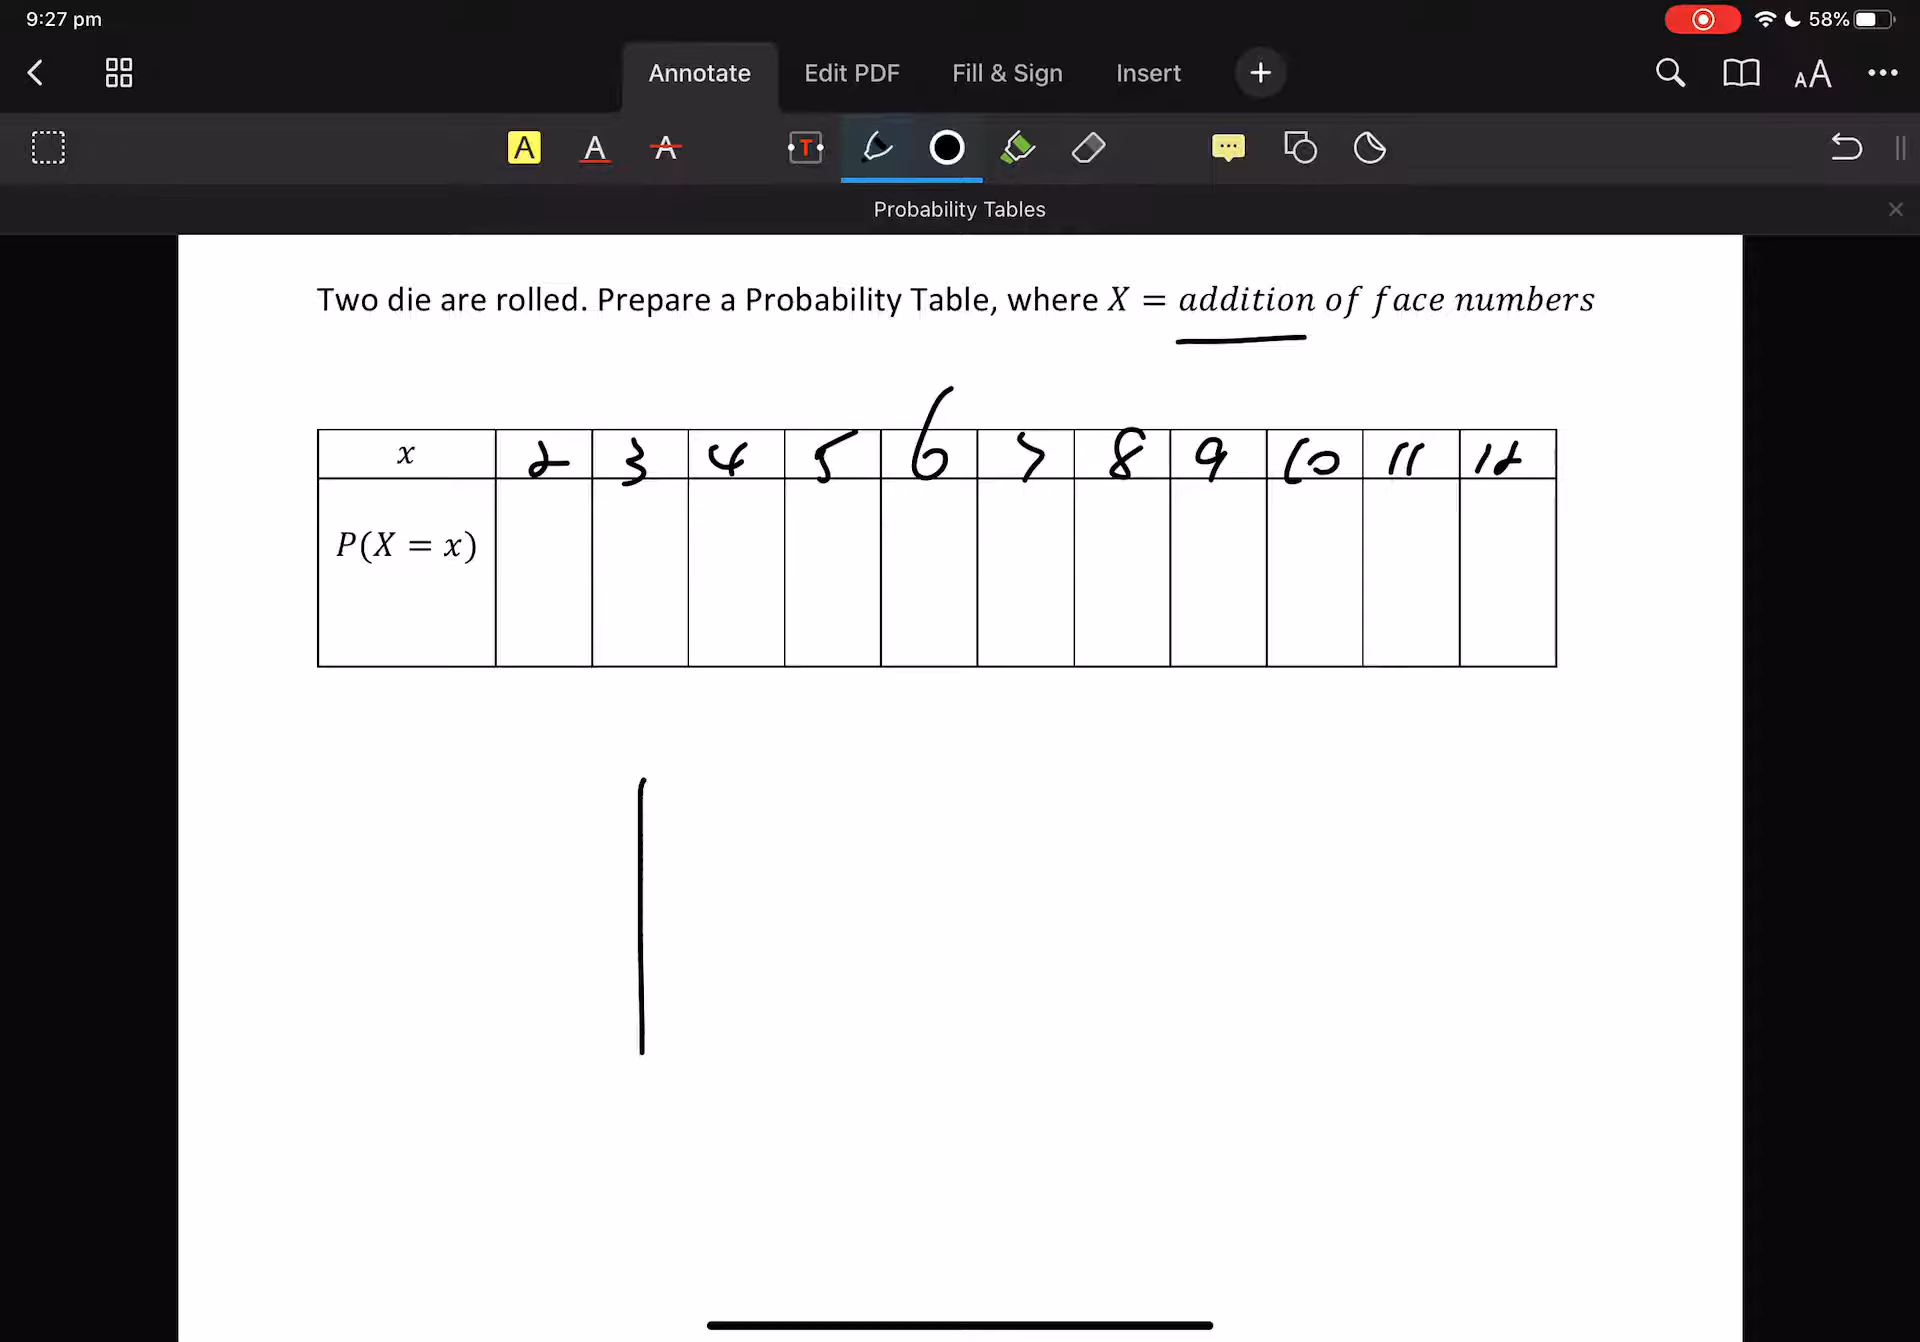 9:27 pm
58%
Annotate Edit PDF Fill & Sign Insert +
AA
A A A T
Probability Tables
Two die are rolled. Prepare a Probability Table, where X = addition of face numbers
x 2 3 4 5 6 7 8 9 10 11 12
P(X = x)